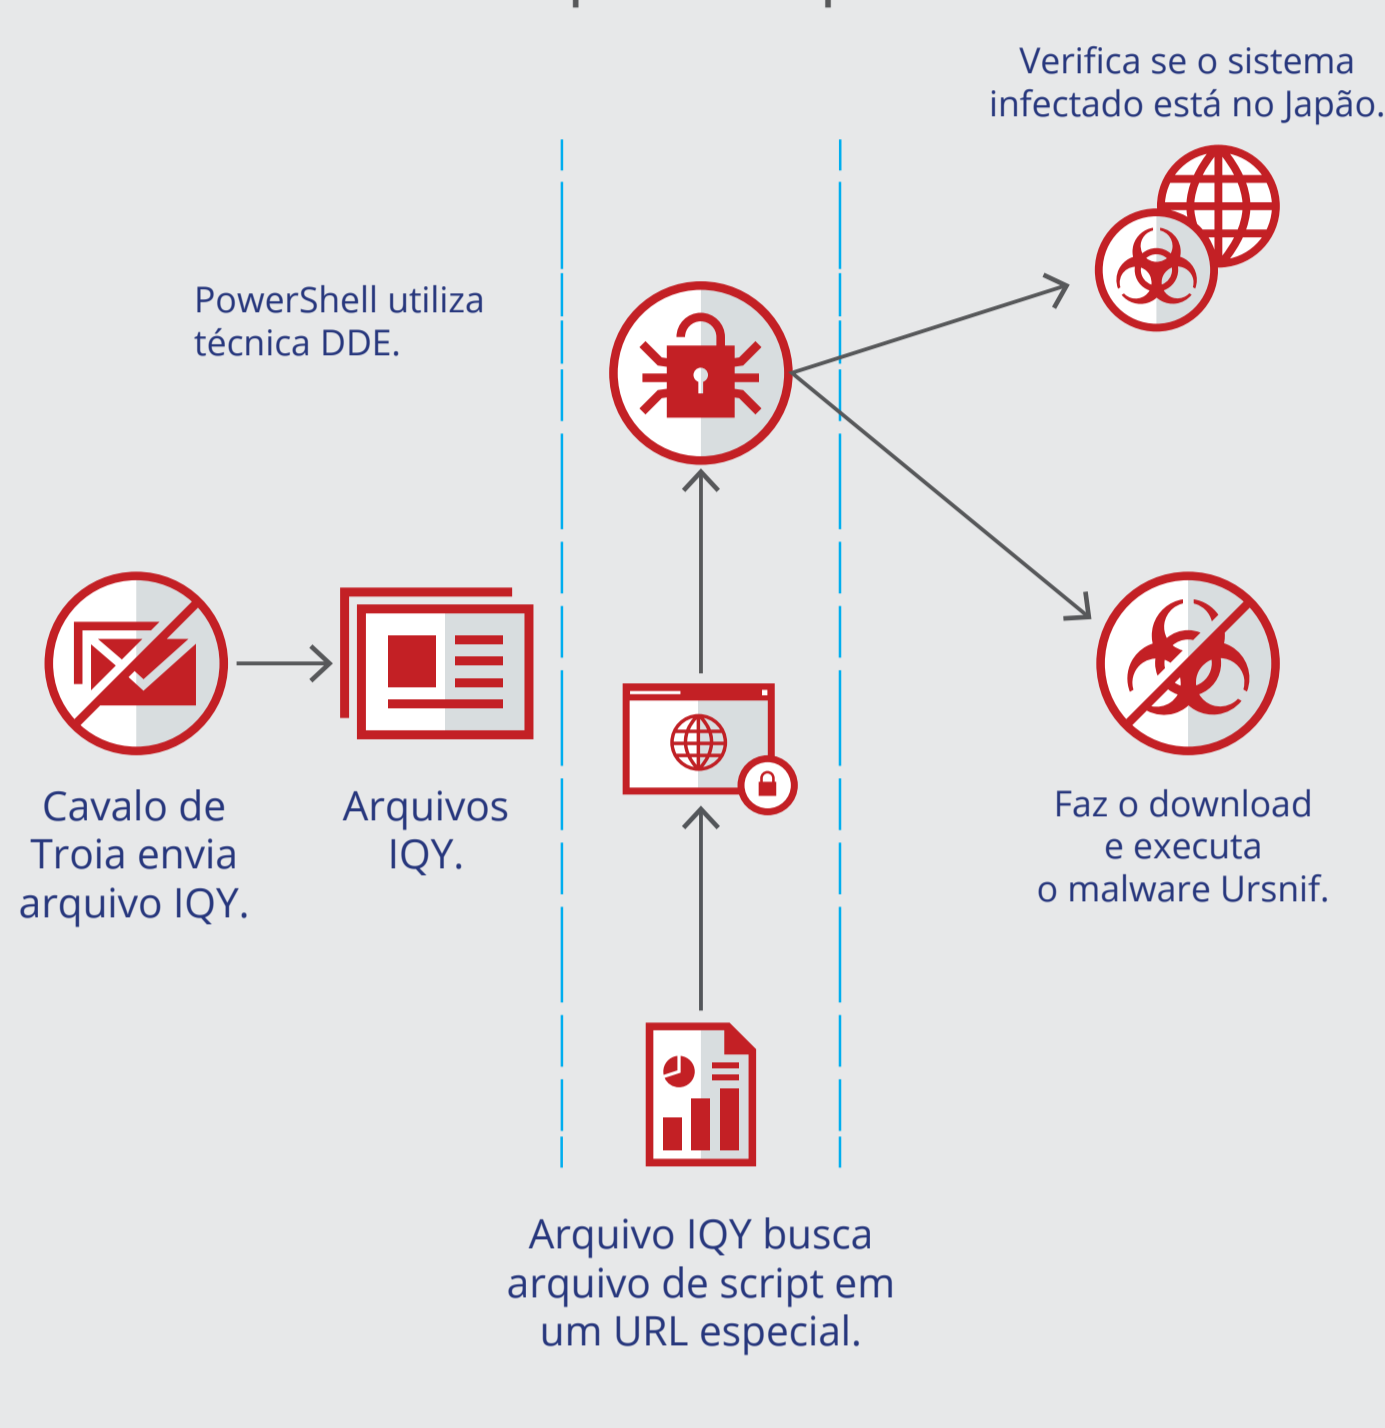 Verifica se o sistema
infectado está no Japão.
PowerShell utiliza
técnica DDE.
Cavalo de
Troia envia
arquivo IQY.
Arquivos
IQY.
Faz o download
e executa
o malware Ursnif.
Arquivo IQY busca
arquivo de script em
um URL especial.